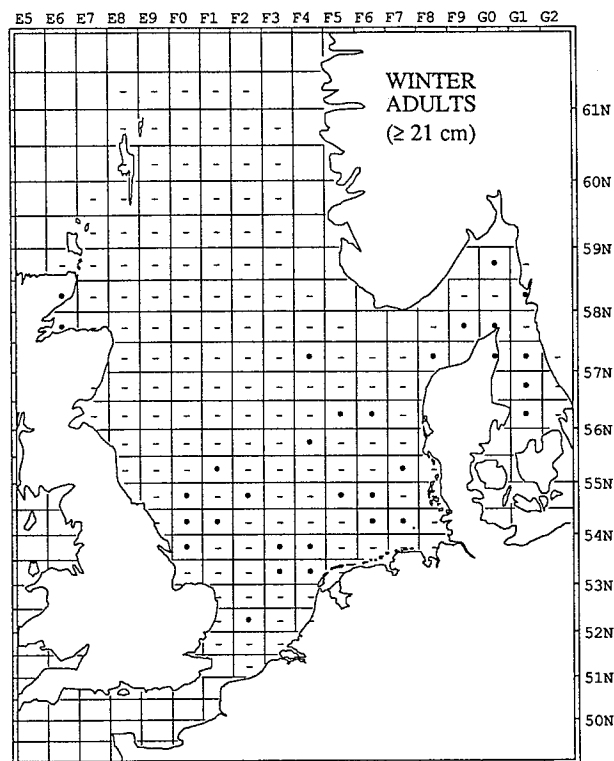 E5 E6 E7 E8 E9 F0 F1 F2 F3 F4 F5 F6 F7 F8 F9 G0 G1 G2
WINTER
ADULTS
(≥ 21 cm)
61N
60N
59N
58N
57N
56N
55N
54N
53N
52N
51N
50N